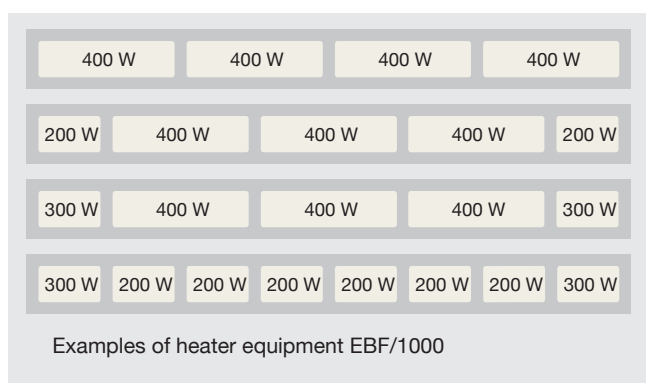 400 W 400 W 400 W 400 W
200 W 400 W 400 W 400 W 200 W
300 W 400 W 400 W 400 W 300 W
300 W 200 W 200 W 200 W 200 W 200 W 200 W 300 W
Examples of heater equipment EBF/1000